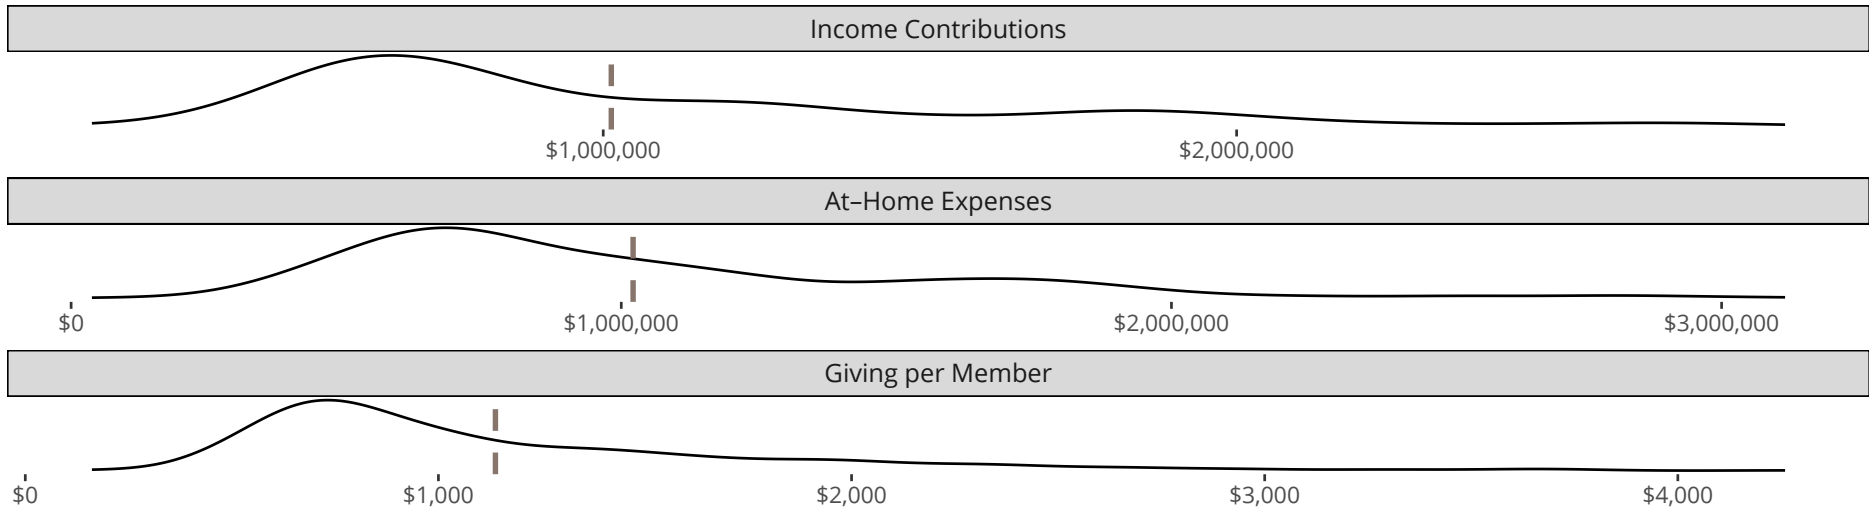 Income Contributions
$1,000,000 $2,000,000
At–Home Expenses
$0 $1,000,000 $2,000,000 $3,000,000
Giving per Member
$0 $1,000 $2,000 $3,000 $4,000